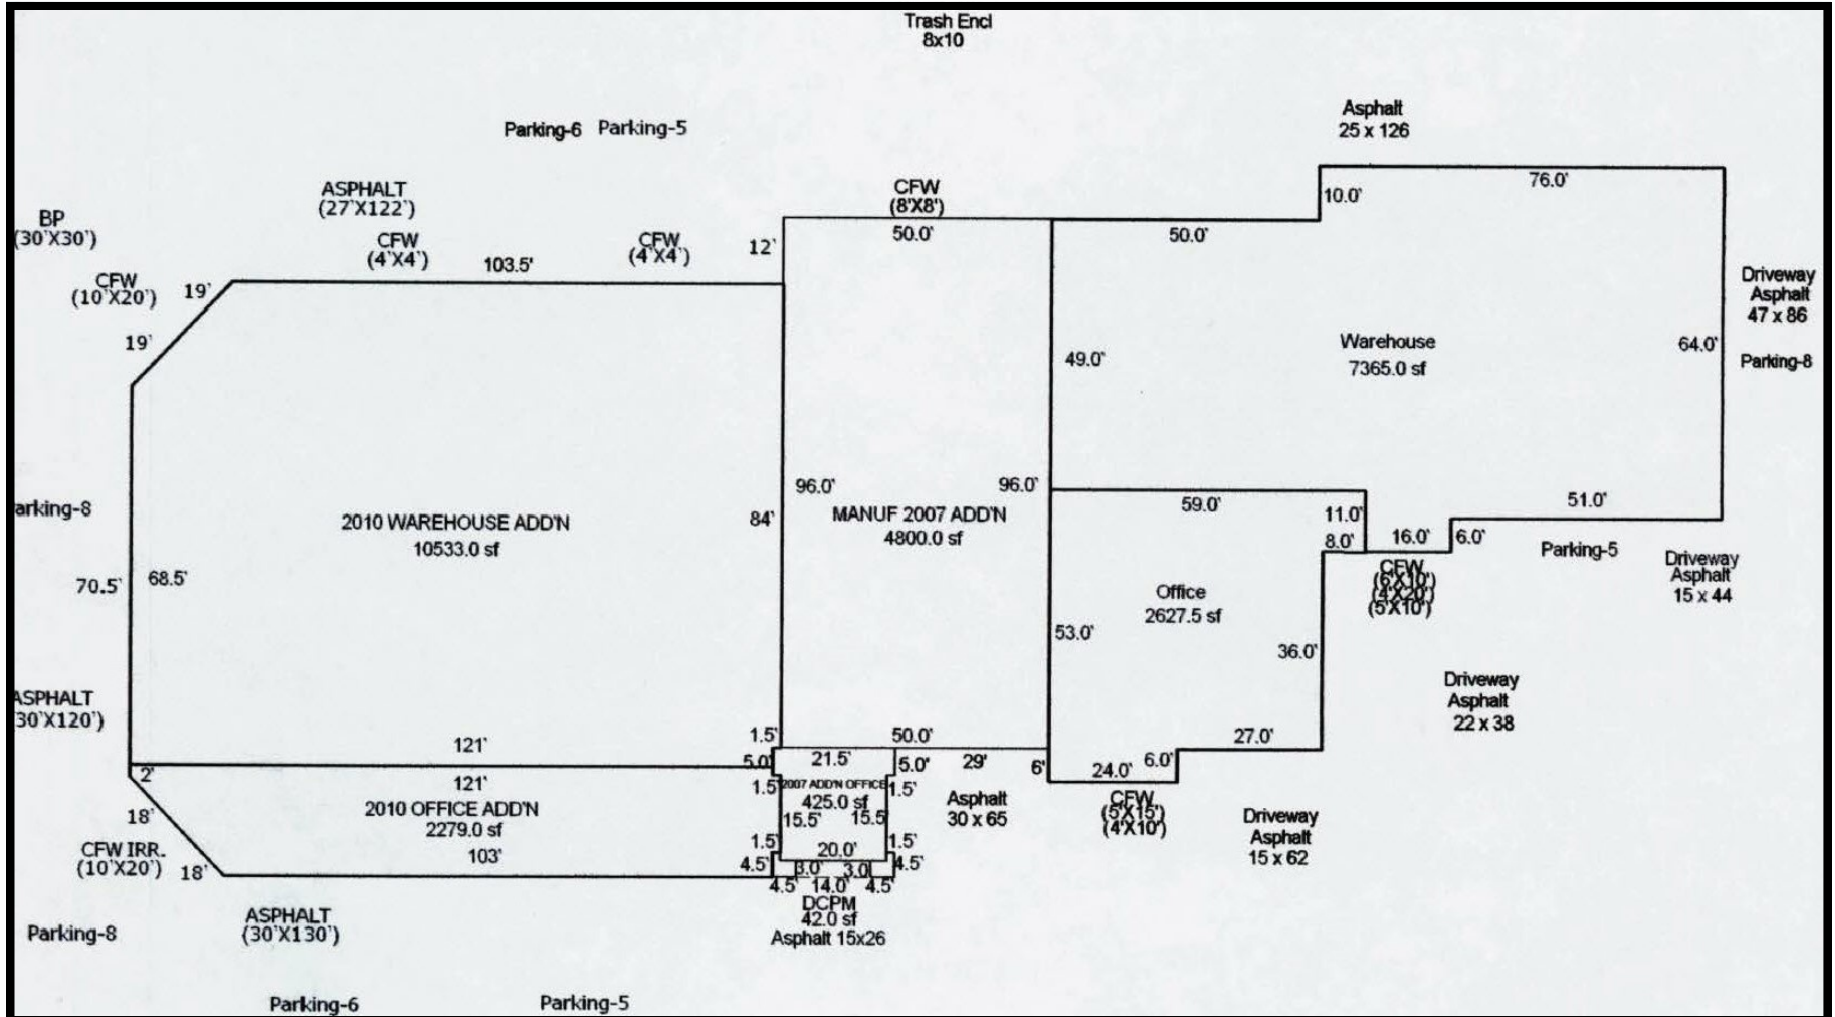 Trash Encl
8x10
Asphalt
25 x 126
Parking-6 Parking-5
ASPHALT
(27'X122')
CFW
(8'X8')
76.0'
10.0'
BP
(30'X30')
CFW
(4'X4')
103.5'
CFW
(4'X4')
12'
50.0'
50.0'
CFW
(10'X20')
19'
19'
Driveway
Asphalt
47 x 86
Parking-8
49.0'
Warehouse
7365.0 sf
64.0'
96.0'
96.0'
59.0'
11.0'
51.0'
arking-8
2010 WAREHOUSE ADD'N
10533.0 sf
84'
MANUF 2007 ADD'N
4800.0 sf
8.0'
16.0'
6.0'
Parking-5
Driveway
Asphalt
15 x 44
CFW
(6'X10')
(4'X20')
(5'X10')
70.5'
68.5'
Office
2627.5 sf
53.0'
36.0'
ASPHALT
30'X120')
Driveway
Asphalt
22 x 38
121'
1.5'
50.0'
27.0'
5.0'
21.5'
5.0'
29'
6'
24.0'
6.0'
2'
121'
1.5'
2007 ADD'N OFFICE
425.0 sf
1.5'
2010 OFFICE ADD'N
2279.0 sf
15.5'
15.5'
Asphalt
30 x 65
CFW
(5'X15')
(4'X10')
Driveway
Asphalt
15 x 62
18'
CFW IRR.
(10'X20')
18'
103'
1.5'
20.0'
1.5'
4.5'
3.0'
3.0'
4.5'
4.5'
14.0'
4.5'
DCPM
42.0 sf
Asphalt 15x26
ASPHALT
(30'X130')
Parking-8
Parking-6
Parking-5